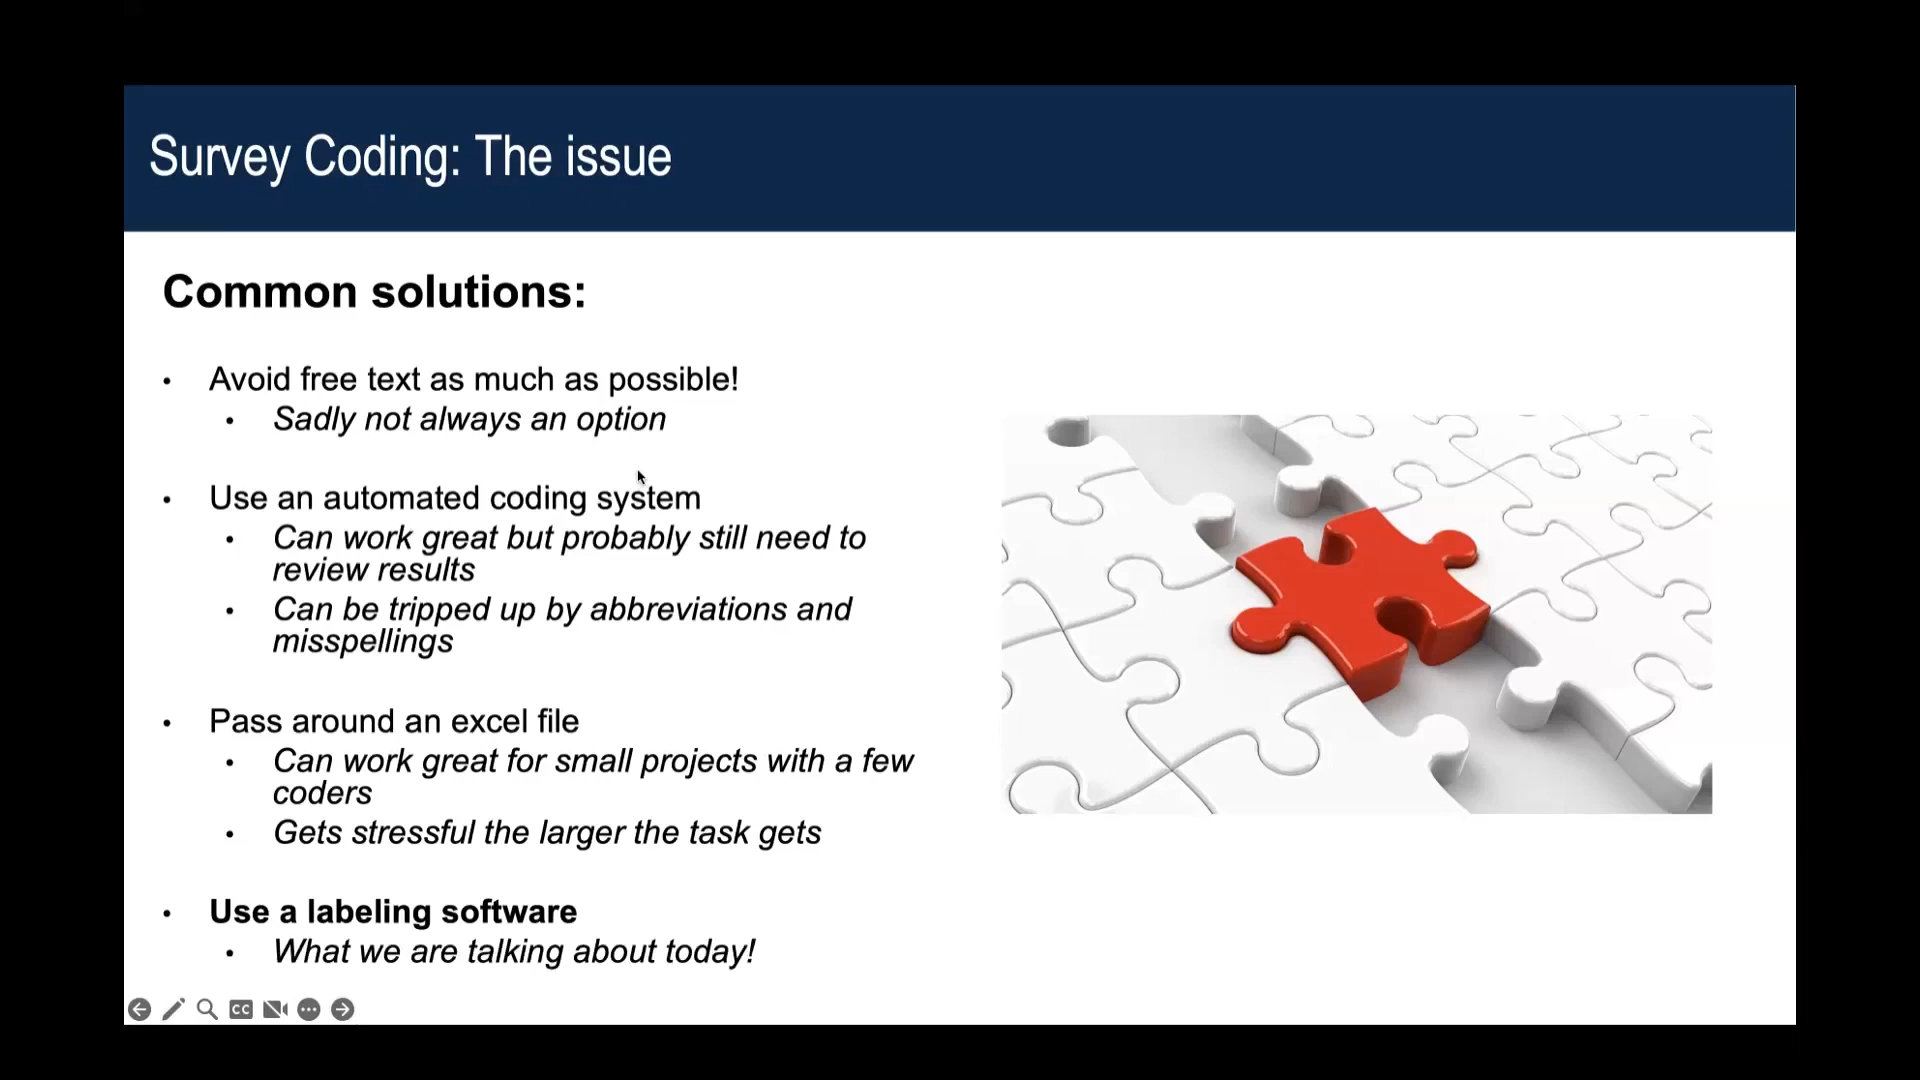 Survey Coding: The issue
Common solutions:
• Avoid free text as much as possible!
• Sadly not always an option
• Use an automated coding system
• Can work great but probably still need to
review results
• Can be tripped up by abbreviations and
misspellings
• Pass around an excel file
• Can work great for small projects with a few
coders
• Gets stressful the larger the task gets
• Use a labeling software
• What we are talking about today!
CC